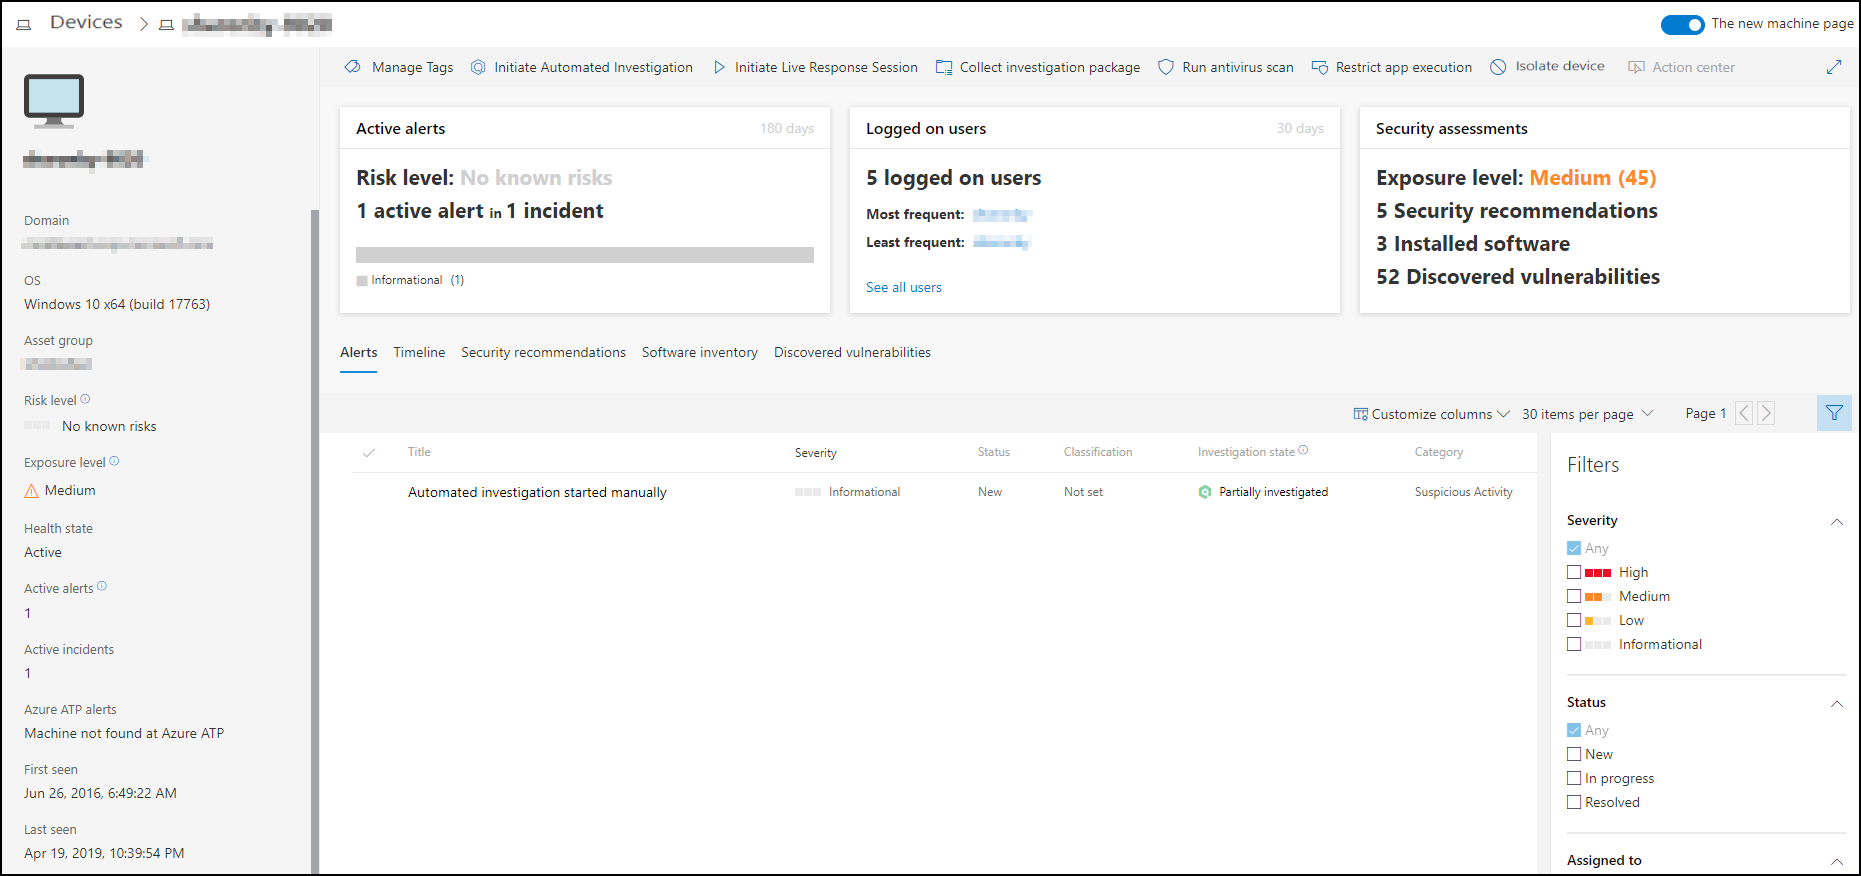 Devices
The new machine page
Manage Tags Initiate Automated Investigation Initiate Live Response Session Collect investigation package Run antivirus scan Restrict app execution Isolate device Action center
Domain
OS
Windows 10 x64 (build 17763)
Asset group
Risk level
No known risks
Exposure level
Medium
Health state
Active
Active alerts
1
Active incidents
1
Azure ATP alerts
Machine not found at Azure ATP
First seen
Jun 26, 2016, 6:49:22 AM
Last seen
Apr 19, 2019, 10:39:54 PM
Active alerts 180 days
Risk level: No known risks
1 active alert in 1 incident
Informational (1)
Logged on users 30 days
5 logged on users
Most frequent:
Least frequent:
See all users
Security assessments
Exposure level: Medium (45)
5 Security recommendations
3 Installed software
52 Discovered vulnerabilities
Alerts Timeline Security recommendations Software inventory Discovered vulnerabilities
Customize columns 30 items per page Page 1
Title Severity Status Classification Investigation state Category
Automated investigation started manually Informational New Not set Partially investigated Suspicious Activity
Filters
Severity
Any
High
Medium
Low
Informational
Status
Any
New
In progress
Resolved
Assigned to